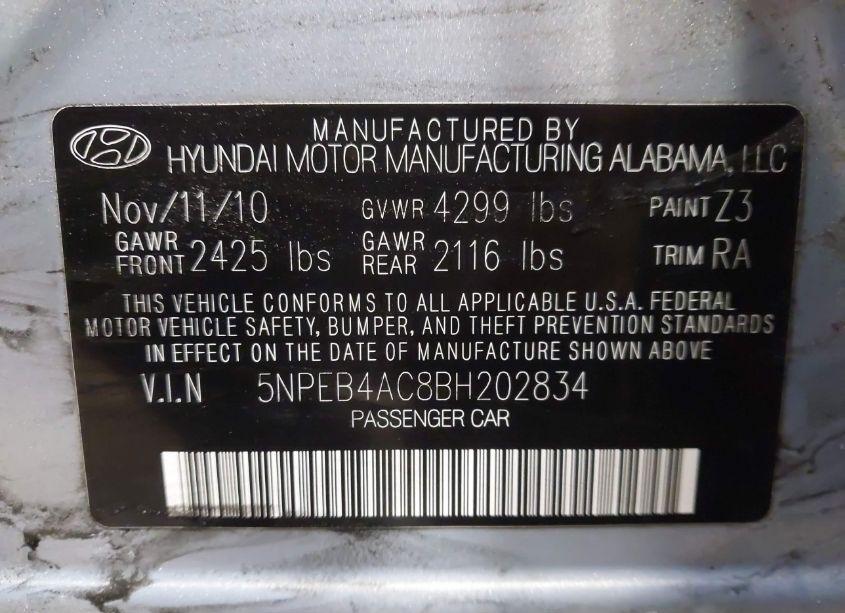 MANUFACTURED BY
HYUNDAI MOTOR MANUFACTURING ALABAMA, LLC
Nov/11/10 GVWR 4299 lbs PAINT Z3
GAWR FRONT 2425 lbs GAWR REAR 2116 lbs TRIM RA
THIS VEHICLE CONFORMS TO ALL APPLICABLE U.S.A. FEDERAL
MOTOR VEHICLE SAFETY, BUMPER, AND THEFT PREVENTION STANDARDS
IN EFFECT ON THE DATE OF MANUFACTURE SHOWN ABOVE
V.I.N 5NPEB4AC8BH202834
PASSENGER CAR